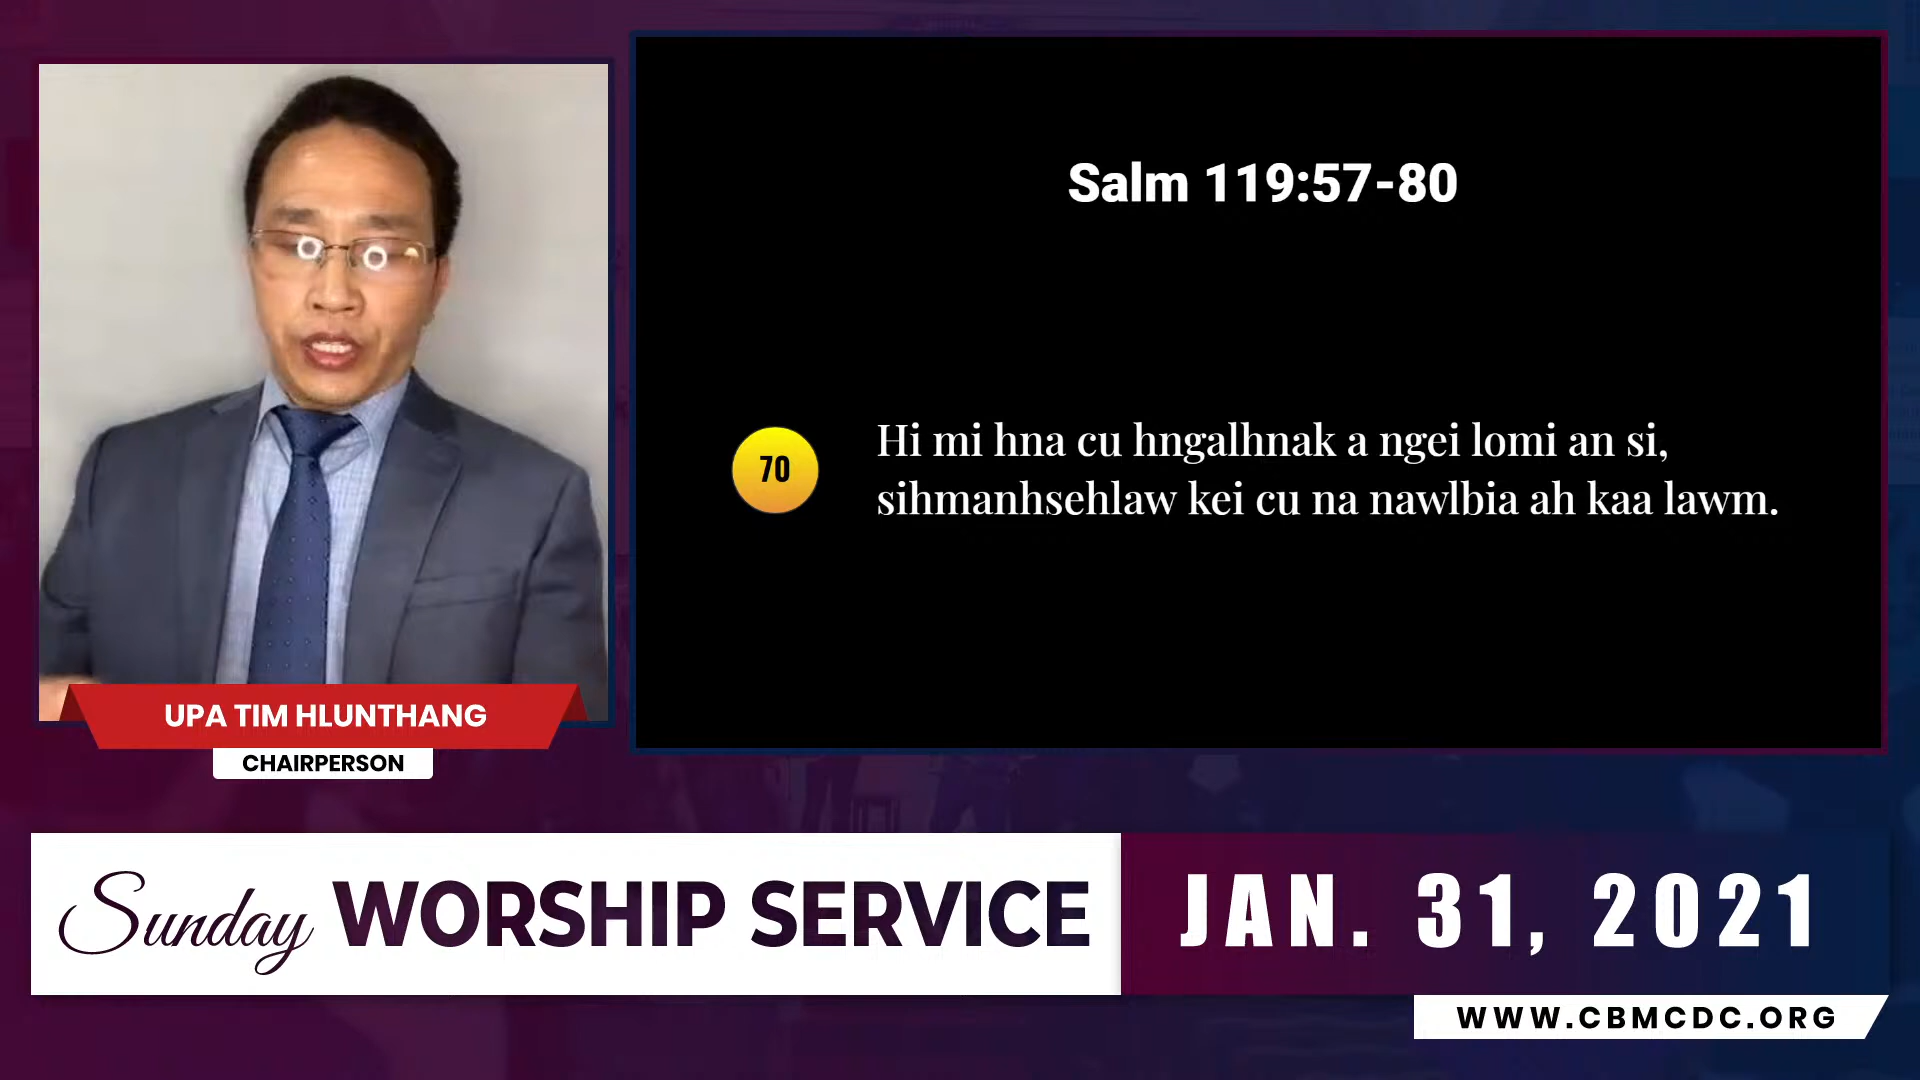 Salm 119:57-80
70
Hi mi hna cu hngalhnak a ngei lomi an si,
sihmanhsehlaw kei cu na nawlbia ah kaa lawm.
UPA TIM HLUNTHANG
CHAIRPERSON
Sunday WORSHIP SERVICE
JAN. 31, 2021
WWW.CBMCDC.ORG